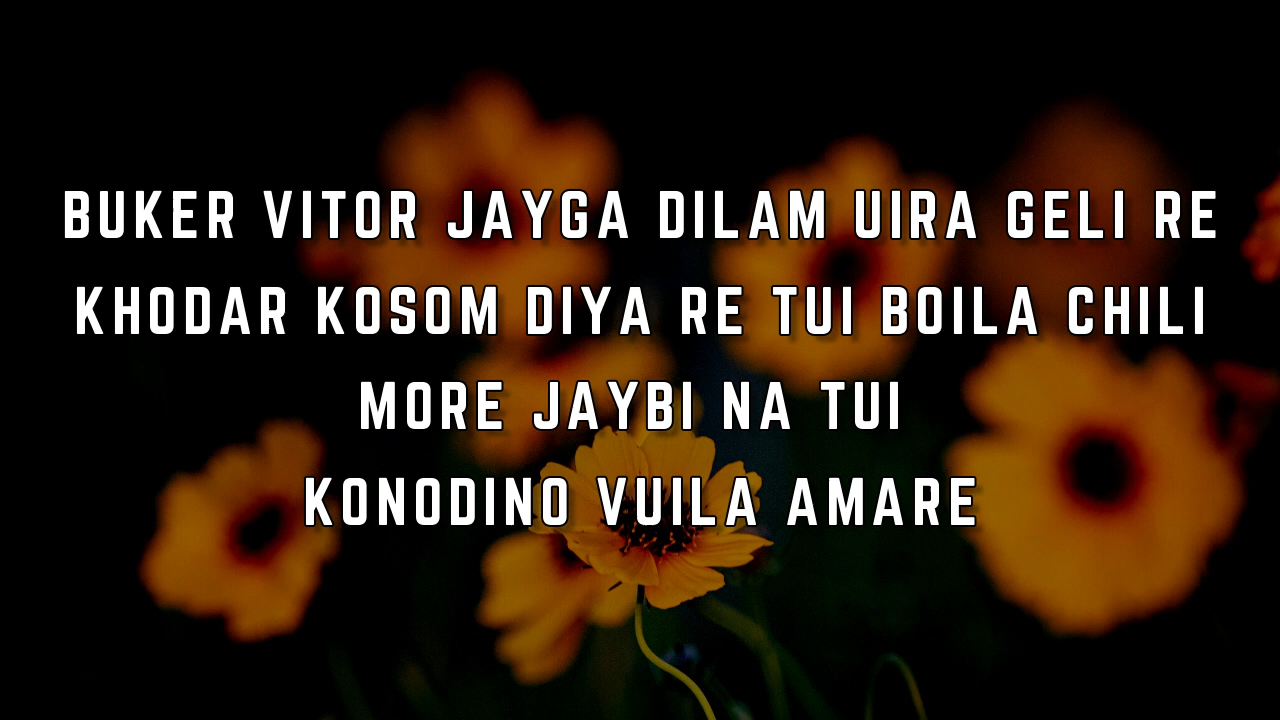 BUKER VITOR JAYGA DILAM UIRA GELI RE
KHODAR KOSOM DIYA RE TUI BOILA CHILI
MORE JAYBI NA TUI
KONODINO VUILA AMARE